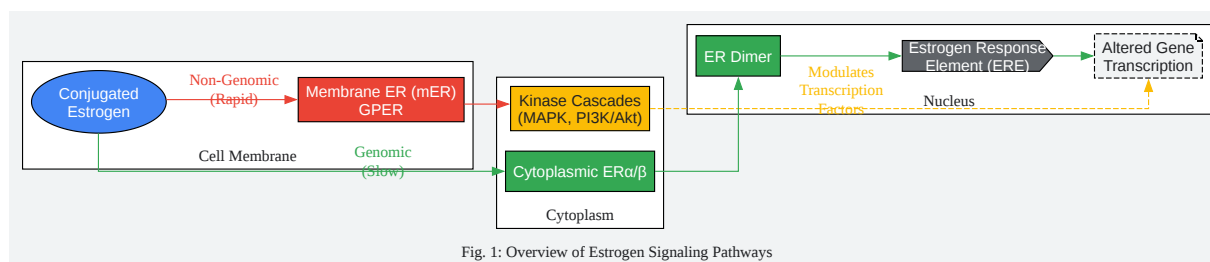 Conjugated
Estrogen
Non-Genomic
(Rapid)
Membrane ER (mER)
GPER
Genomic
(Slow)
Cell Membrane
Kinase Cascades
(MAPK, PI3K/Akt)
Cytoplasmic ERα/β
Cytoplasm
ER Dimer
Modulates
Transcription
Factors
Estrogen Response
Element (ERE)
Altered Gene
Transcription
Nucleus
Fig. 1: Overview of Estrogen Signaling Pathways